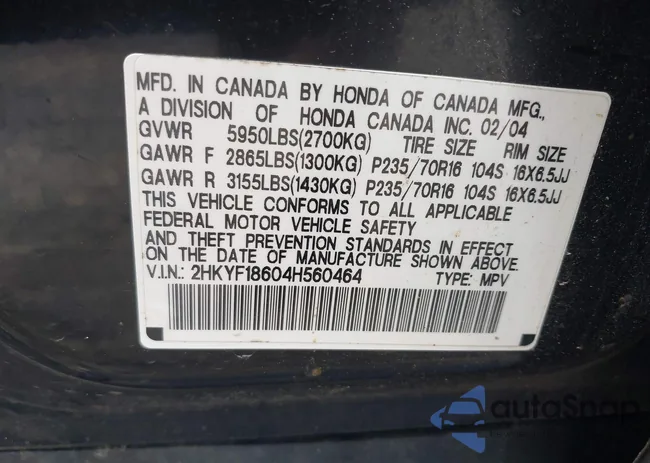 MFD. IN CANADA BY HONDA OF CANADA MFG.,
A DIVISION OF HONDA CANADA INC. 02/04
GVWR 5950LBS(2700KG) TIRE SIZE RIM SIZE
GAWR F 2865LBS(1300KG) P235/70R16 104S 16X6.5JJ
GAWR R 3155LBS(1430KG) P235/70R16 104S 16X6.5JJ
THIS VEHICLE CONFORMS TO ALL APPLICABLE
FEDERAL MOTOR VEHICLE SAFETY
AND THEFT PREVENTION STANDARDS IN EFFECT
ON THE DATE OF MANUFACTURE SHOWN ABOVE.
V.I.N.: 2HKYF18604H560464 TYPE: MPV
autoSnap